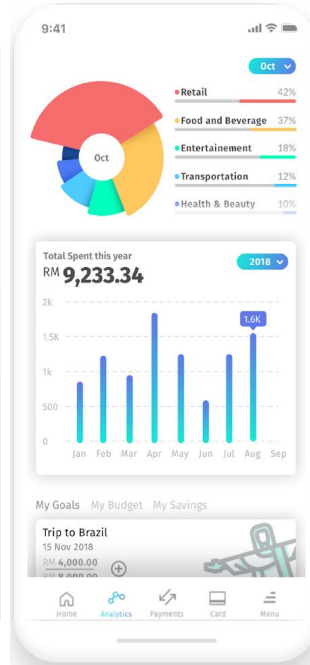 9:41
Oct
Retail 42%
Food and Beverage 37%
Entertainement 18%
Transportation 12%
Health & Beauty 10%
Oct
Total Spent this year
RM 9,233.34
2018
2k
1.6K
1.5K
1k
500
0
Jan Feb Mar Apr May Jun Jul Aug Sep
My Goals My Budget My Savings
Trip to Brazil
15 Nov 2018
RM 4,000.00
RM 8,000.00
Home Analytics Payments Card Menu